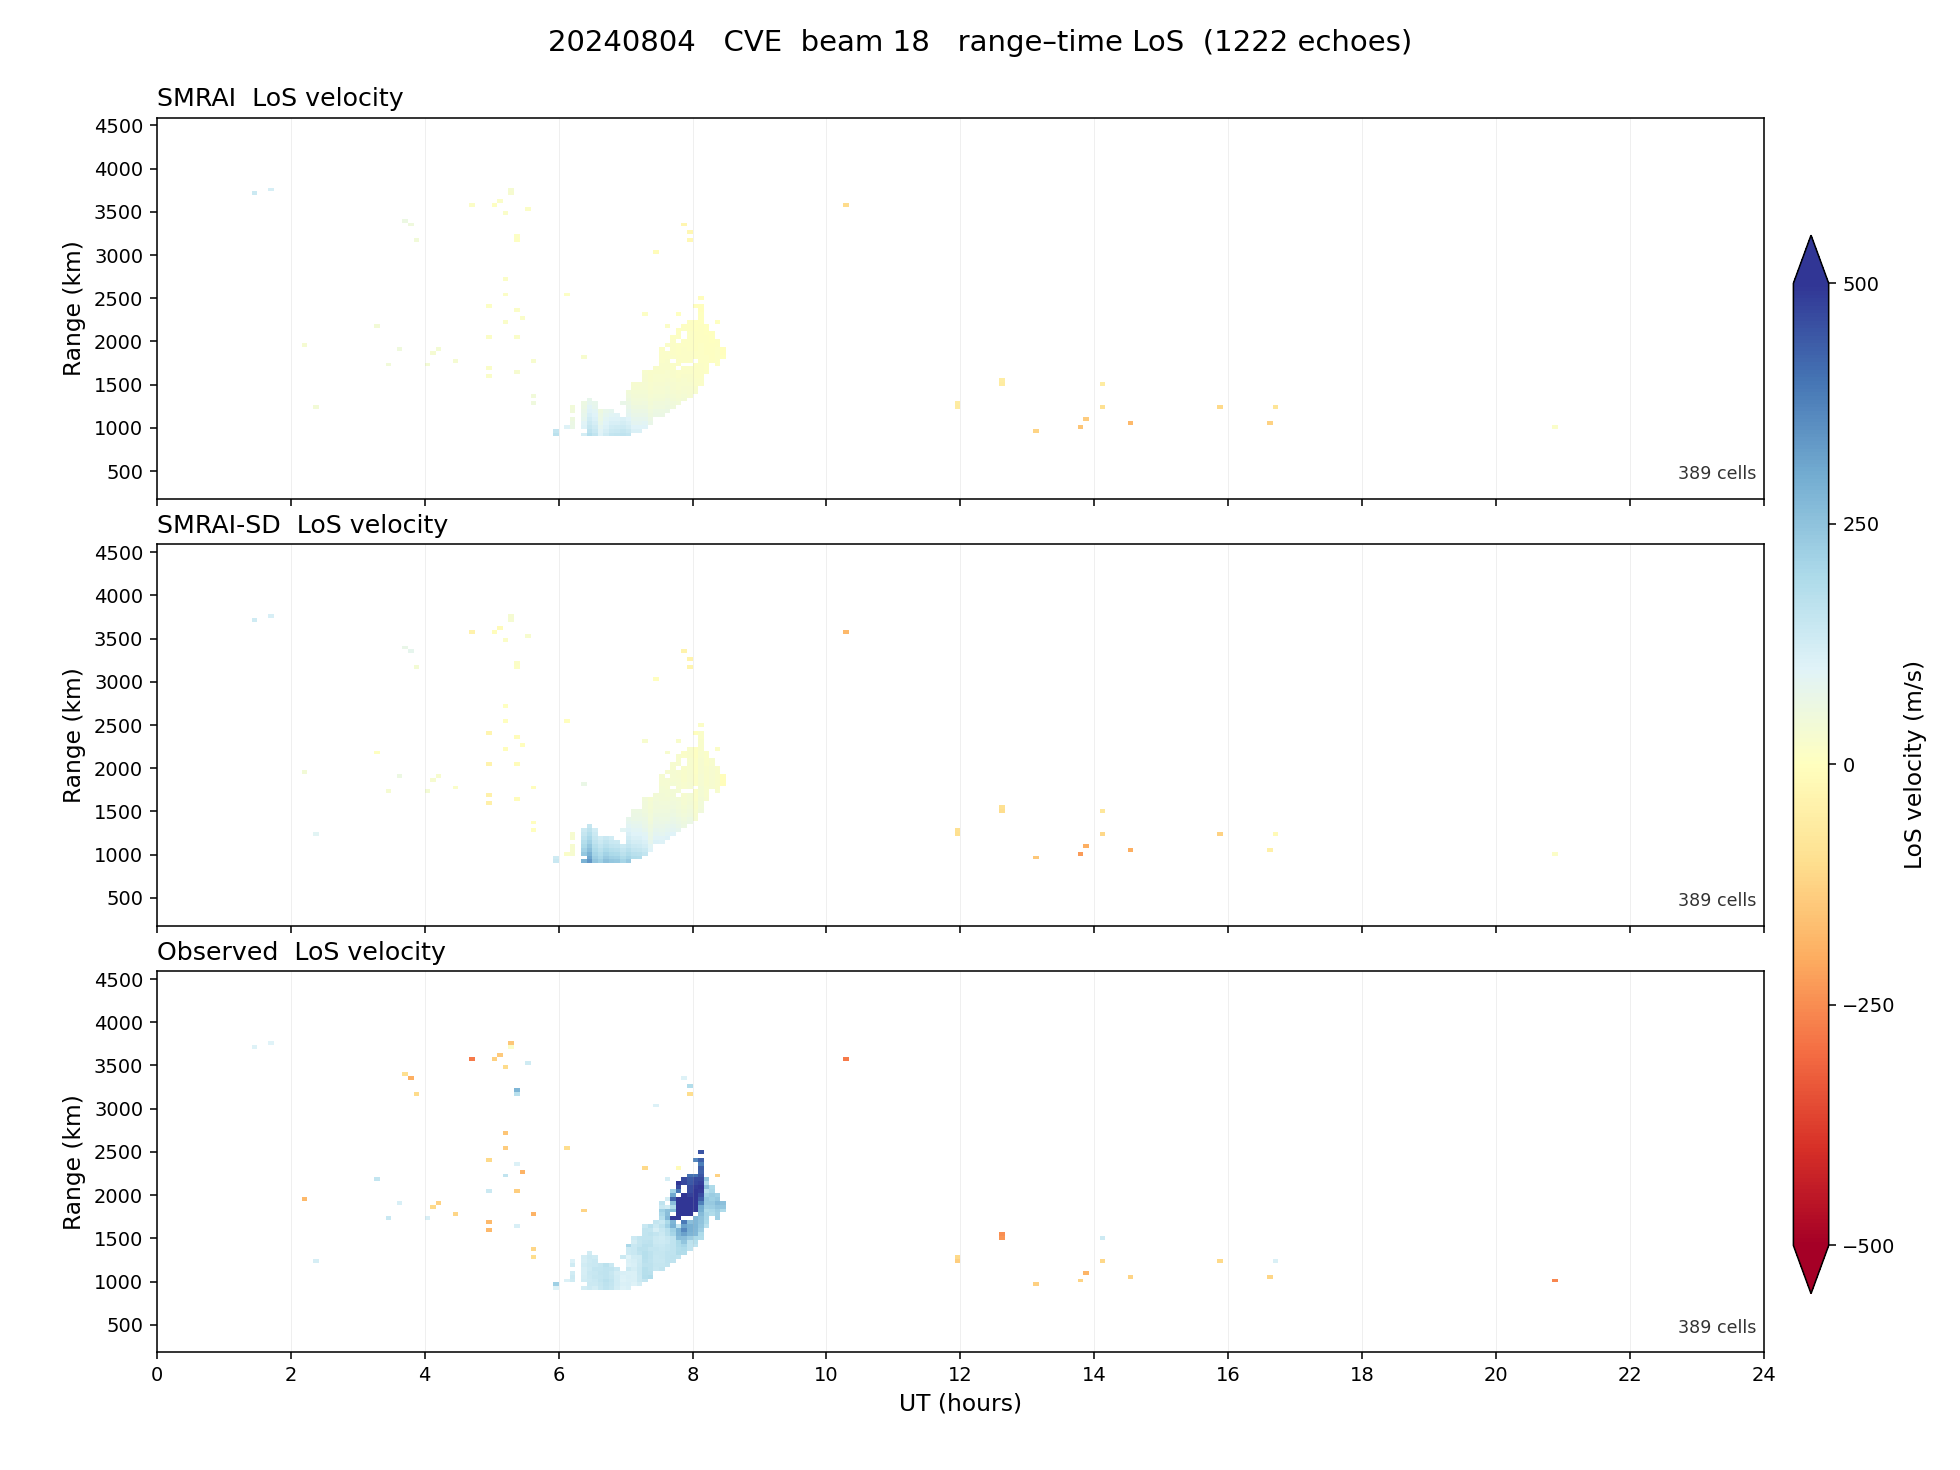 20240804   CVE  beam 18   range–time LoS  (1222 echoes)
SMRAI  LoS velocity
4500
4000
3500
3000
2500
2000
1500
1000
500
Range (km)
389 cells
SMRAI-SD  LoS velocity
4500
4000
3500
3000
2500
2000
1500
1000
500
Range (km)
389 cells
Observed  LoS velocity
4500
4000
3500
3000
2500
2000
1500
1000
500
Range (km)
389 cells
0 2 4 6 8 10 12 14 16 18 20 22 24
UT (hours)
500
250
0
−250
−500
LoS velocity (m/s)